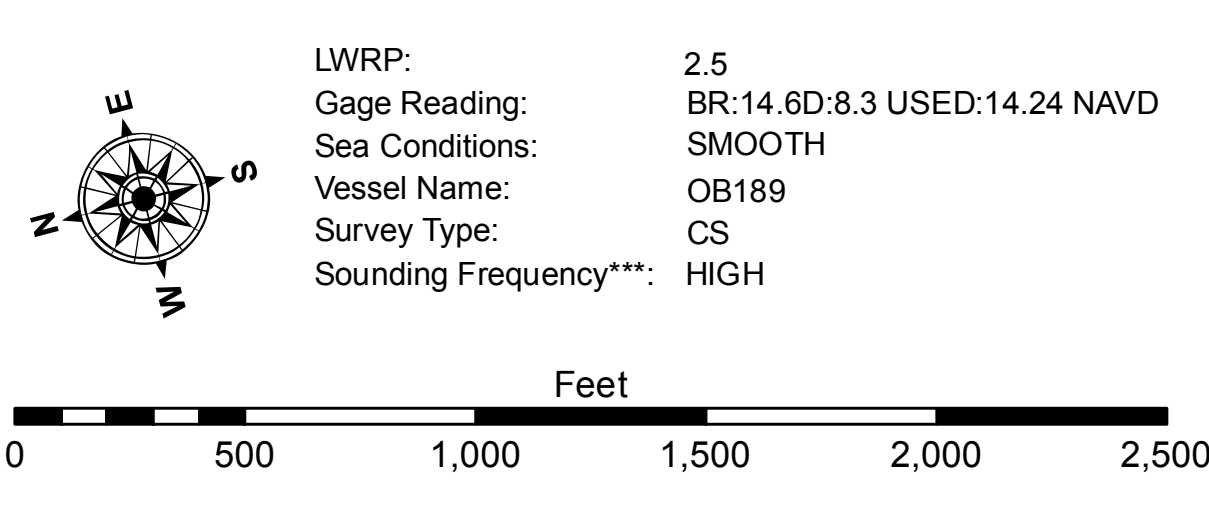 E
S
N
W
LWRP: 2.5
Gage Reading: BR:14.6D:8.3 USED:14.24 NAVD
Sea Conditions: SMOOTH
Vessel Name: OB189
Survey Type: CS
Sounding Frequency***: HIGH
Feet
0 500 1,000 1,500 2,000 2,500